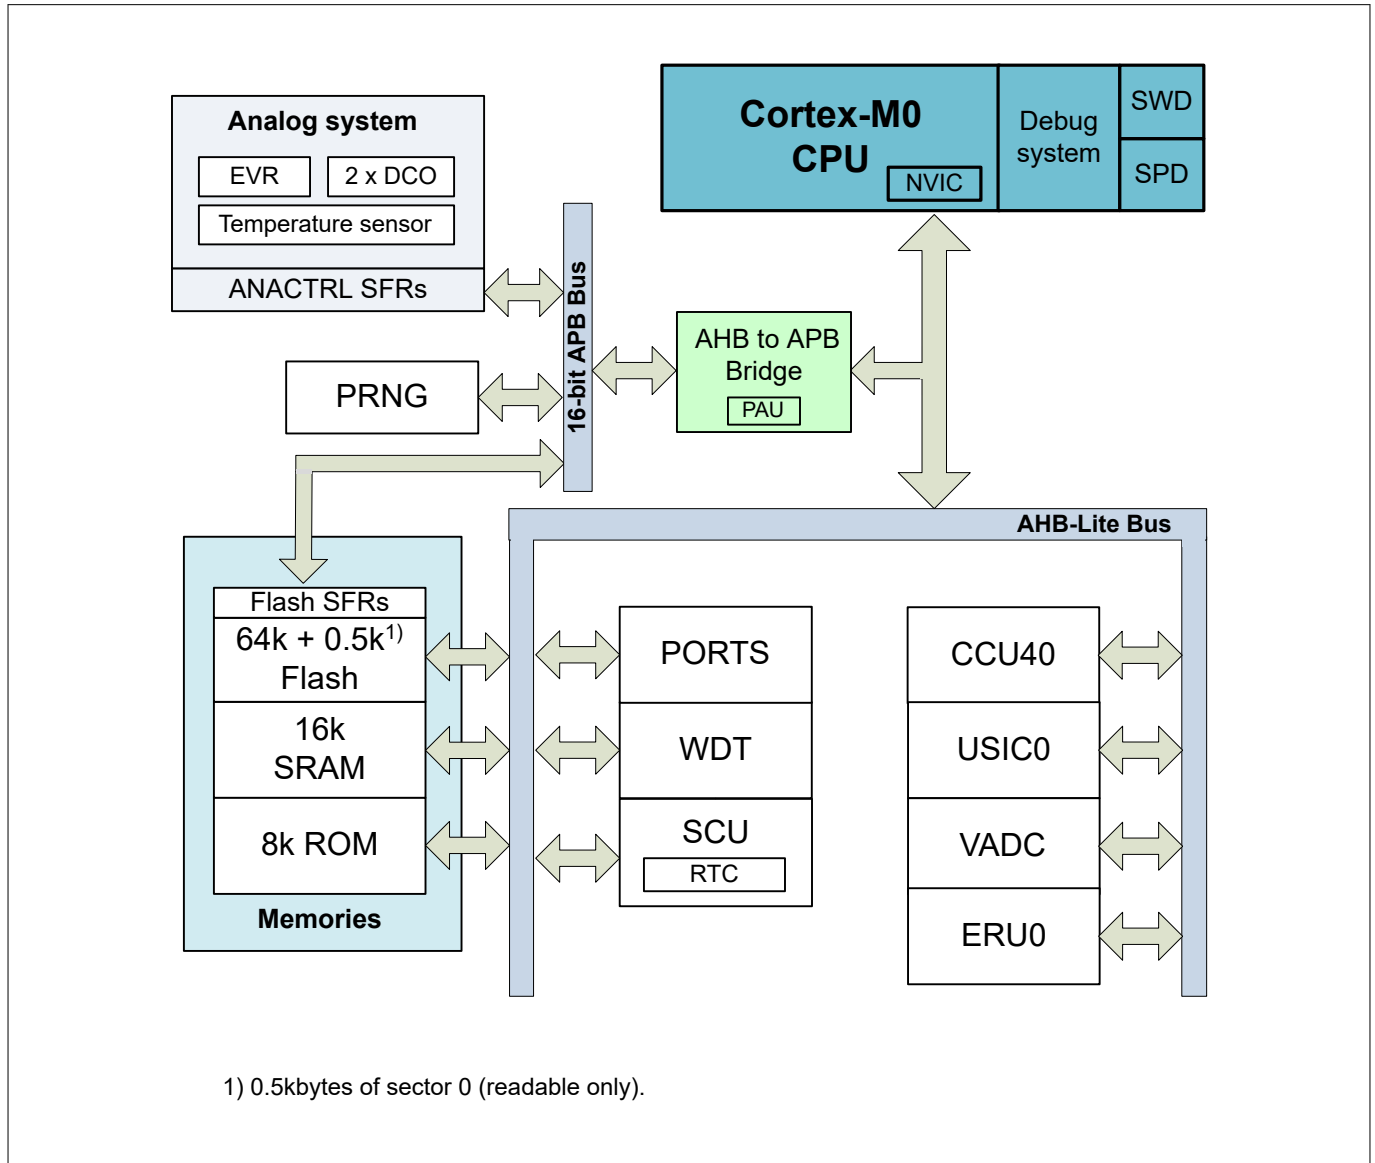 Analog system
EVR
2 x DCO
Temperature sensor
ANACTRL SFRs
Cortex-M0
CPU
NVIC
Debug
system
SWD
SPD
16-bit APB Bus
AHB to APB
Bridge
PAU
PRNG
AHB-Lite Bus
Flash SFRs
64k + 0.5k1)
Flash
16k
SRAM
8k ROM
Memories
PORTS
WDT
SCU
RTC
CCU40
USIC0
VADC
ERU0
1) 0.5kbytes of sector 0 (readable only).